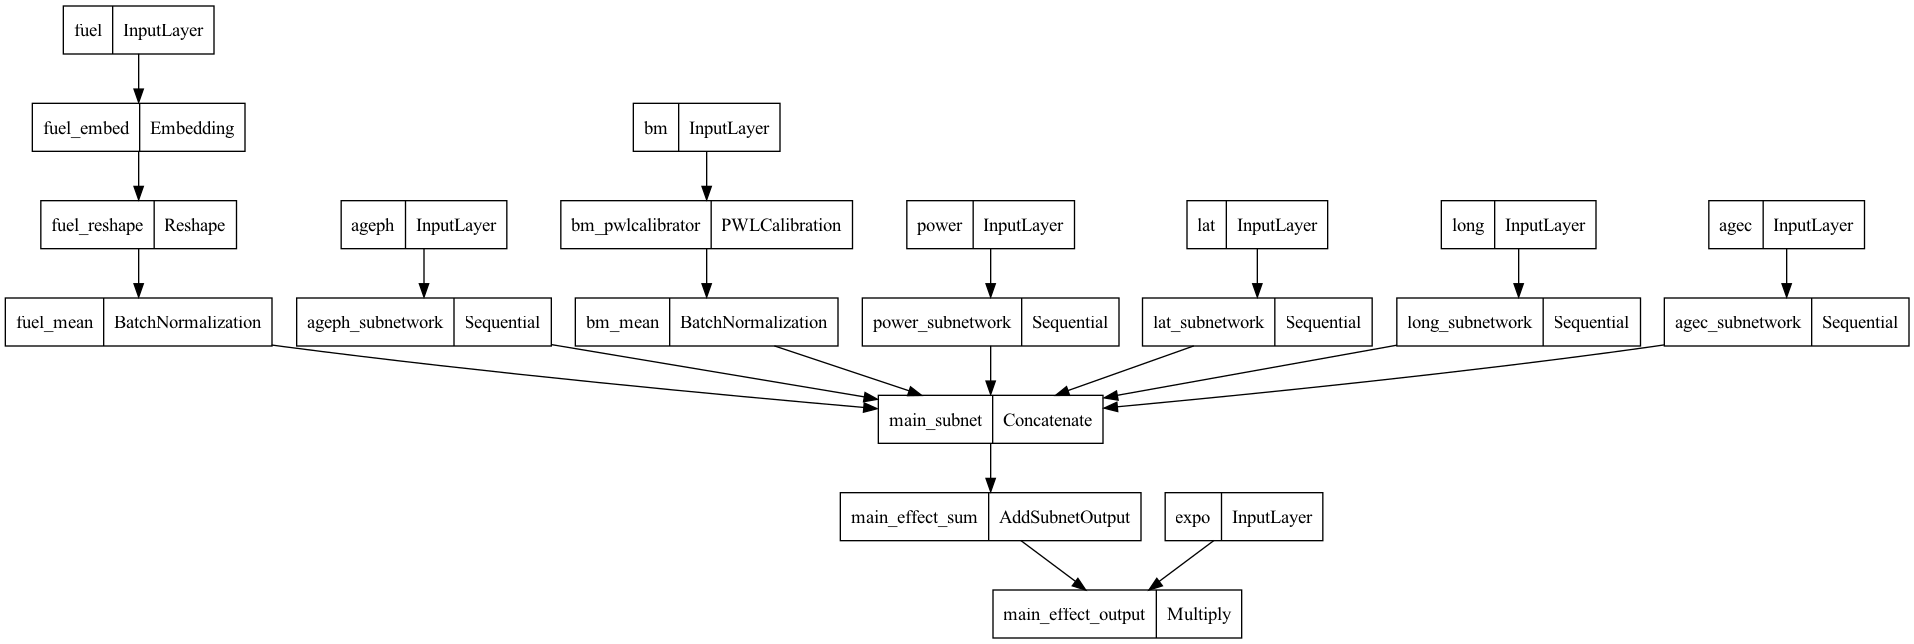 fuel InputLayer
fuel_embed Embedding
bm InputLayer
fuel_reshape Reshape
ageph InputLayer
bm_pwlcalibrator PWLCalibration
power InputLayer
lat InputLayer
long InputLayer
agec InputLayer
fuel_mean BatchNormalization
ageph_subnetwork Sequential
bm_mean BatchNormalization
power_subnetwork Sequential
lat_subnetwork Sequential
long_subnetwork Sequential
agec_subnetwork Sequential
main_subnet Concatenate
main_effect_sum AddSubnetOutput
expo InputLayer
main_effect_output Multiply